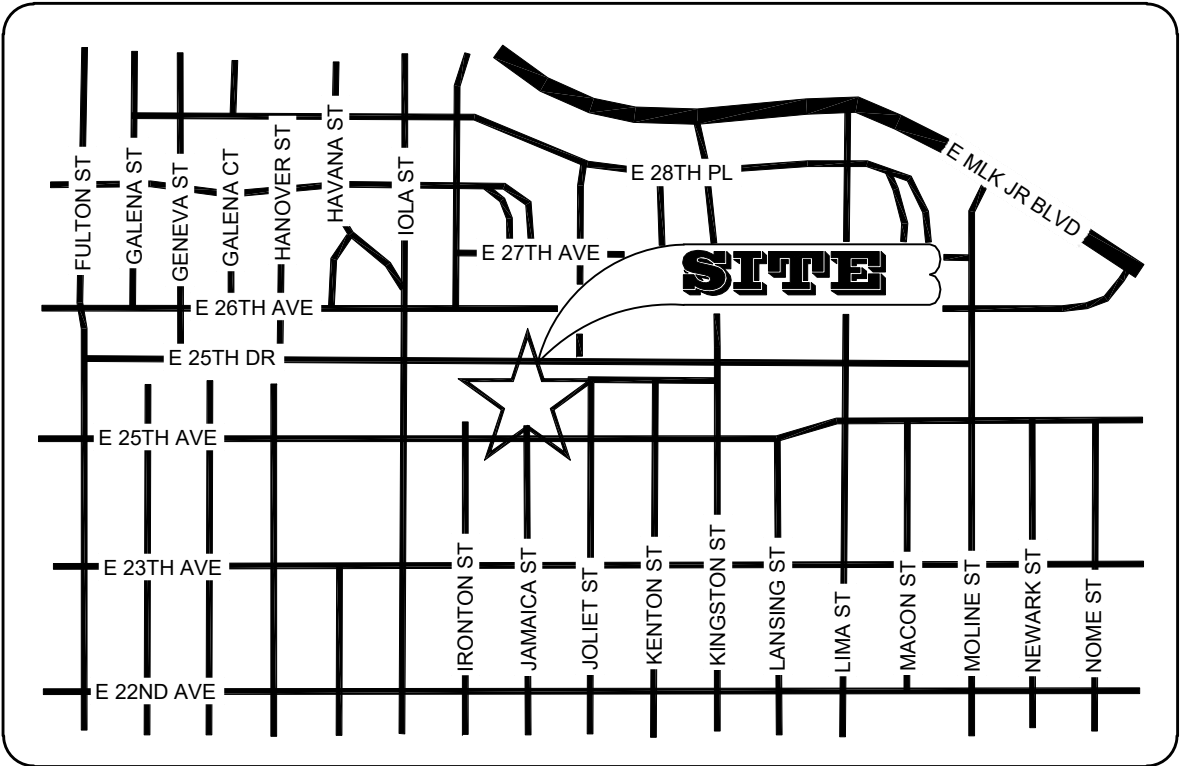 E MLK JR BLVD
E 28TH PL
FULTON ST
GALENA ST
GENEVA ST
GALENA CT
HANOVER ST
HAVANA ST
IOLA ST
E 27TH AVE
SITE
E 26TH AVE
E 25TH DR
E 25TH AVE
E 23TH AVE
IRONTON ST
JAMAICA ST
JOLIET ST
KENTON ST
KINGSTON ST
LANSING ST
LIMA ST
MACON ST
MOLINE ST
NEWARK ST
NOME ST
E 22ND AVE